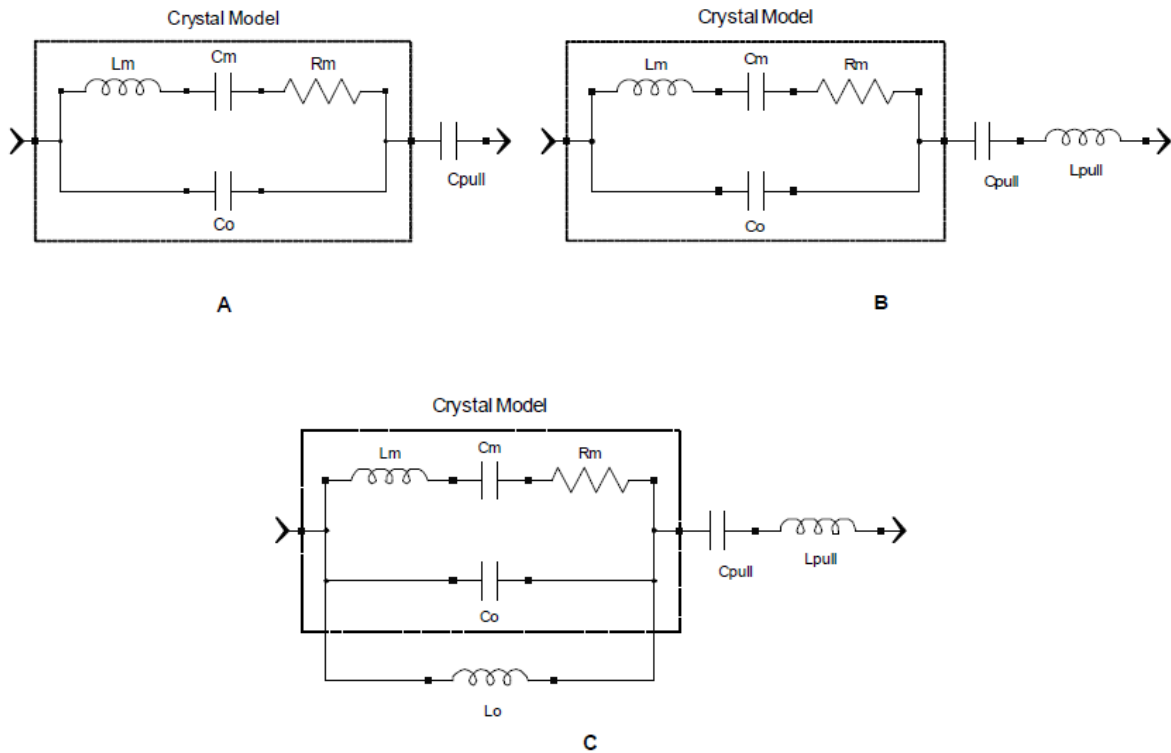 Crystal Model
Lm
Cm
Rm
Co
Cpull
A
Crystal Model
Lm
Cm
Rm
Co
Cpull
Lpull
B
Crystal Model
Lm
Cm
Rm
Co
Cpull
Lpull
Lo
C